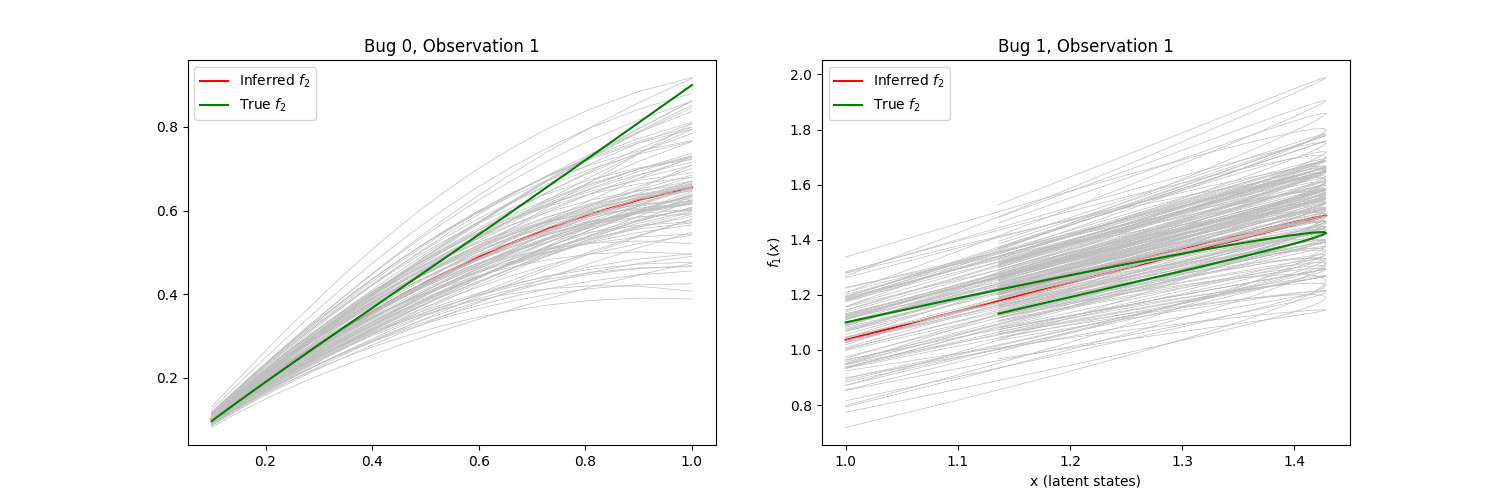 Bug 0, Observation 1
Inferred f₂
True f₂
0.8
0.6
0.4
0.2
0.2 0.4 0.6 0.8 1.0
Bug 1, Observation 1
Inferred f₂
True f₂
2.0
1.8
1.6
1.4
1.2
1.0
0.8
f₁(x)
1.0 1.1 1.2 1.3 1.4
x (latent states)